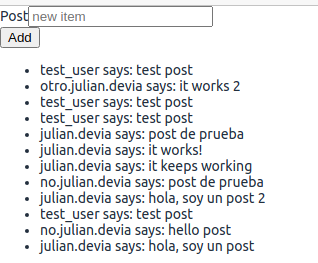 Post new item
Add
test_user says: test post
otro.julian.devia says: it works 2
test_user says: test post
test_user says: test post
julian.devia says: post de prueba
julian.devia says: it works!
julian.devia says: it keeps working
no.julian.devia says: post de prueba
julian.devia says: hola, soy un post 2
test_user says: test post
no.julian.devia says: hello post
julian.devia says: hola, soy un post